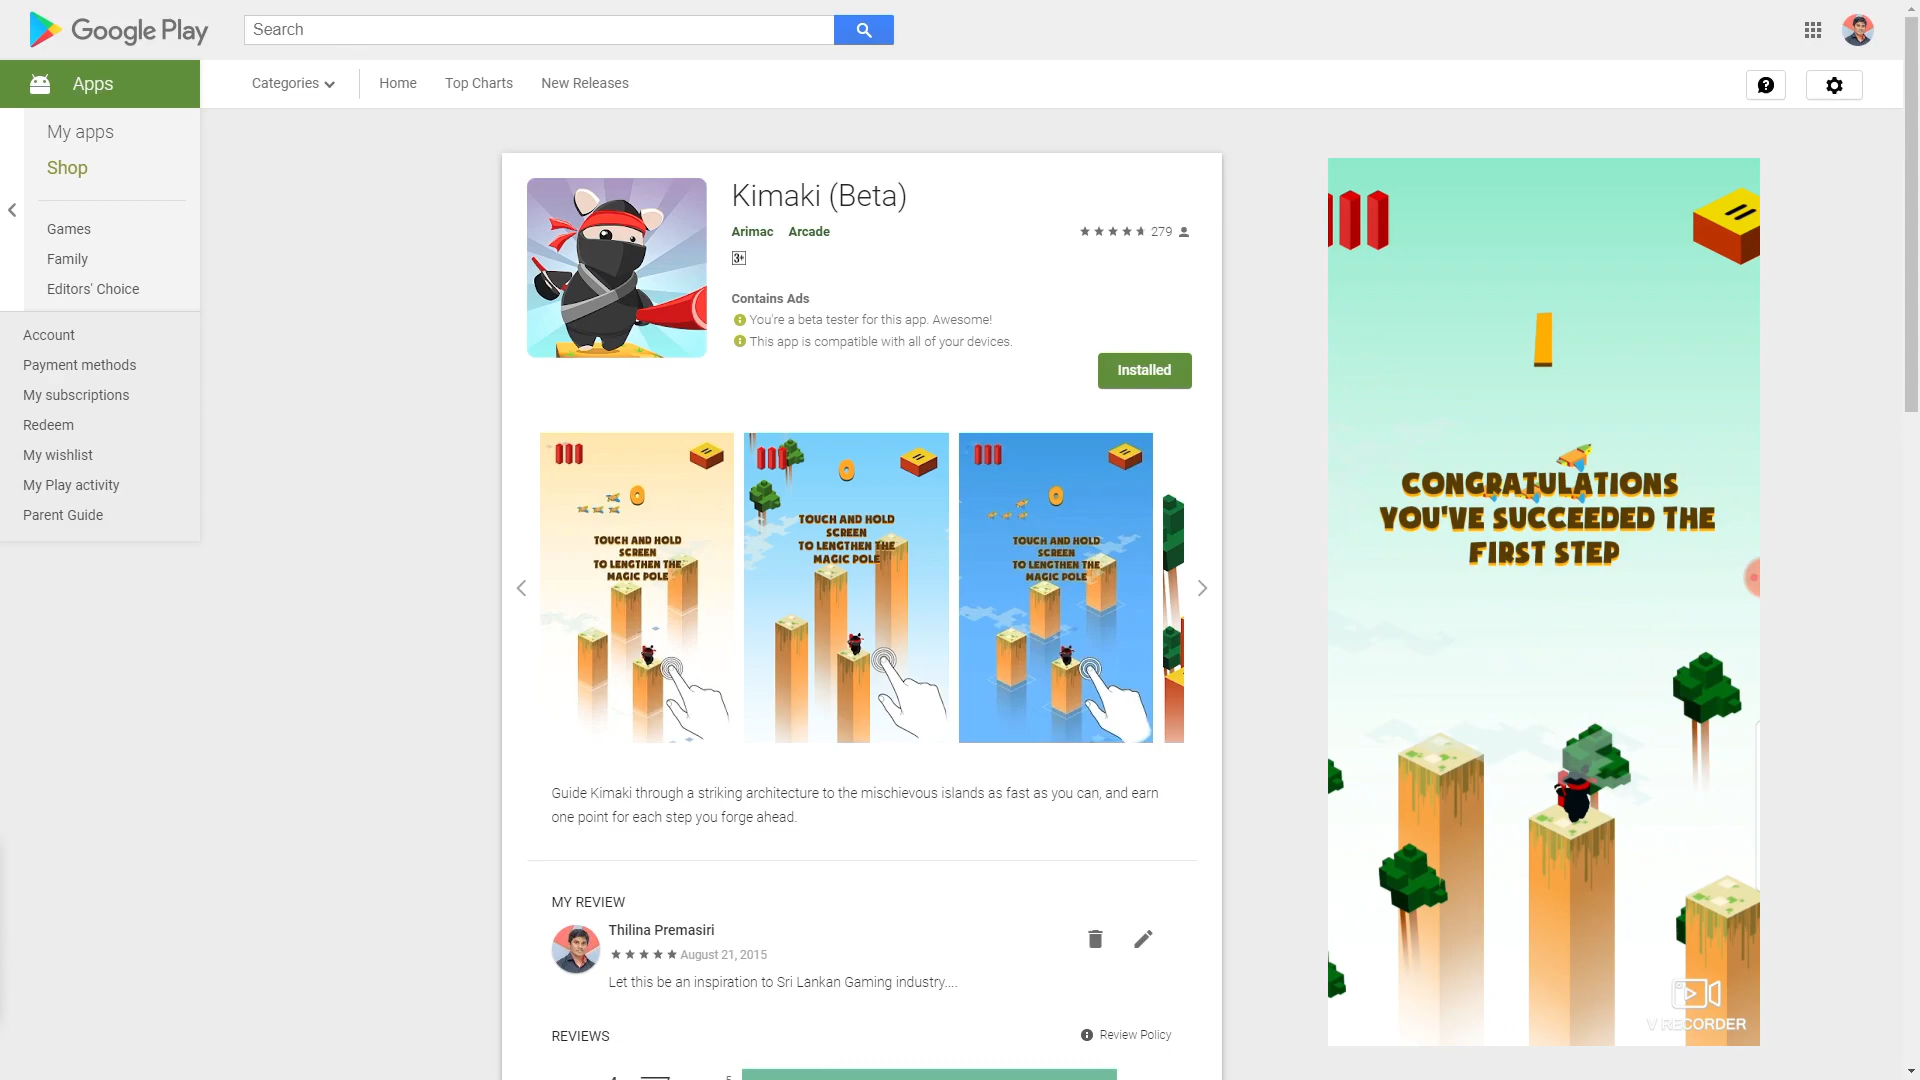 Google Play
Search
Apps
Categories
Home
Top Charts
New Releases
My apps
Shop
Games
Family
Editors' Choice
Account
Payment methods
My subscriptions
Redeem
My wishlist
My Play activity
Parent Guide
Kimaki (Beta)
Arimac Arcade
279
3+
Contains Ads
You're a beta tester for this app. Awesome!
This app is compatible with all of your devices.
Installed
0
TOUCH AND HOLD
SCREEN
TO LENGTHEN THE
MAGIC POLE
0
TOUCH AND HOLD
SCREEN
TO LENGTHEN THE
MAGIC POLE
0
TOUCH AND HOLD
SCREEN
TO LENGTHEN THE
MAGIC POLE
Guide Kimaki through a striking architecture to the mischievous islands as fast as you can, and earn
one point for each step you forge ahead.
MY REVIEW
Thilina Premasiri
August 21, 2015
Let this be an inspiration to Sri Lankan Gaming industry....
REVIEWS
Review Policy
1
CONGRATULATIONS
YOU'VE SUCCEEDED THE
FIRST STEP
V RECORDER